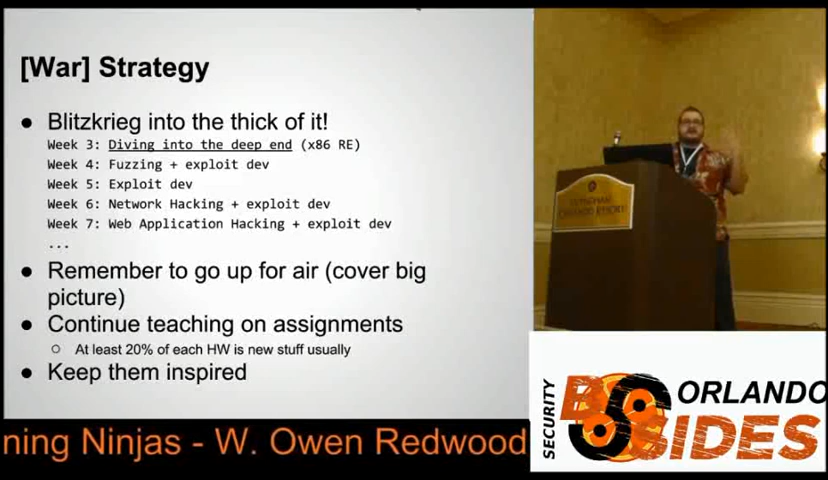 [War] Strategy
● Blitzkrieg into the thick of it!
Week 3: Diving into the deep end (x86 RE)
Week 4: Fuzzing + exploit dev
Week 5: Exploit dev
Week 6: Network Hacking + exploit dev
Week 7: Web Application Hacking + exploit dev
...
● Remember to go up for air (cover big
picture)
● Continue teaching on assignments
○ At least 20% of each HW is new stuff usually
● Keep them inspired
ning Ninjas - W. Owen Redwood
SECURITY
BSIDES
ORLANDO